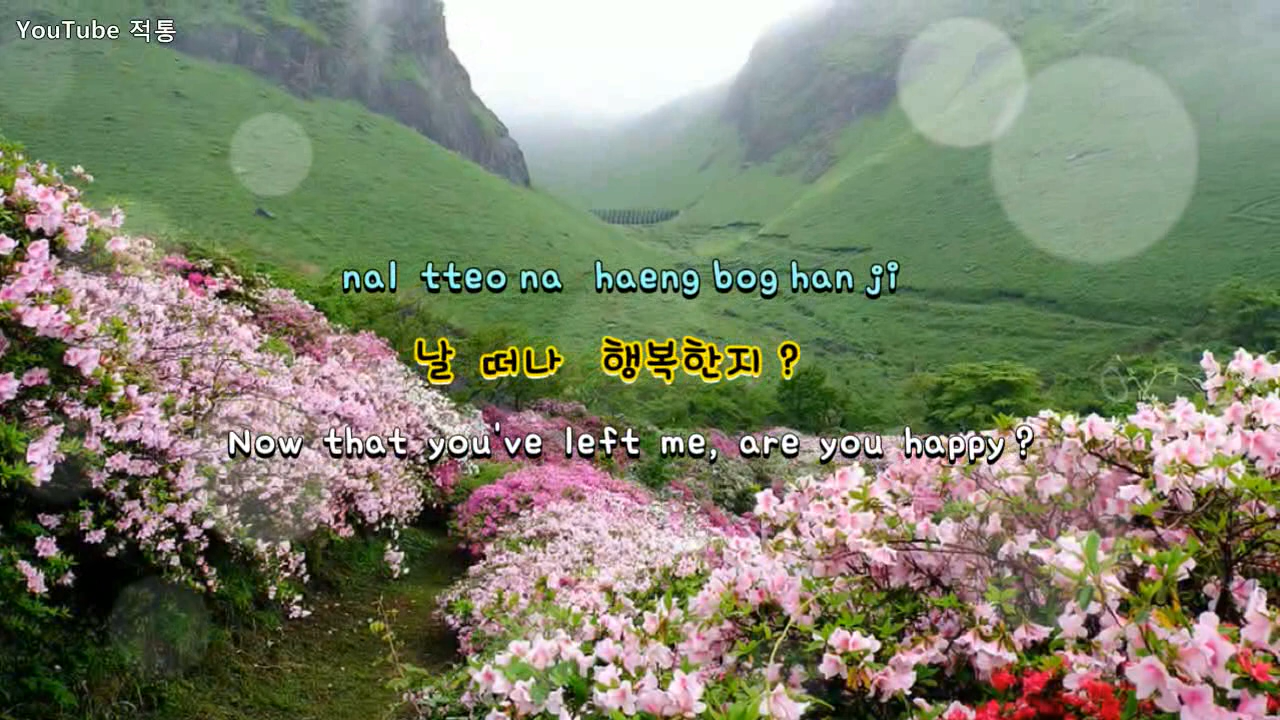 YouTube 적통
nal tteo na haeng bog han ji
날 떠나 행복한지 ?
Now that you've left me, are you happy ?